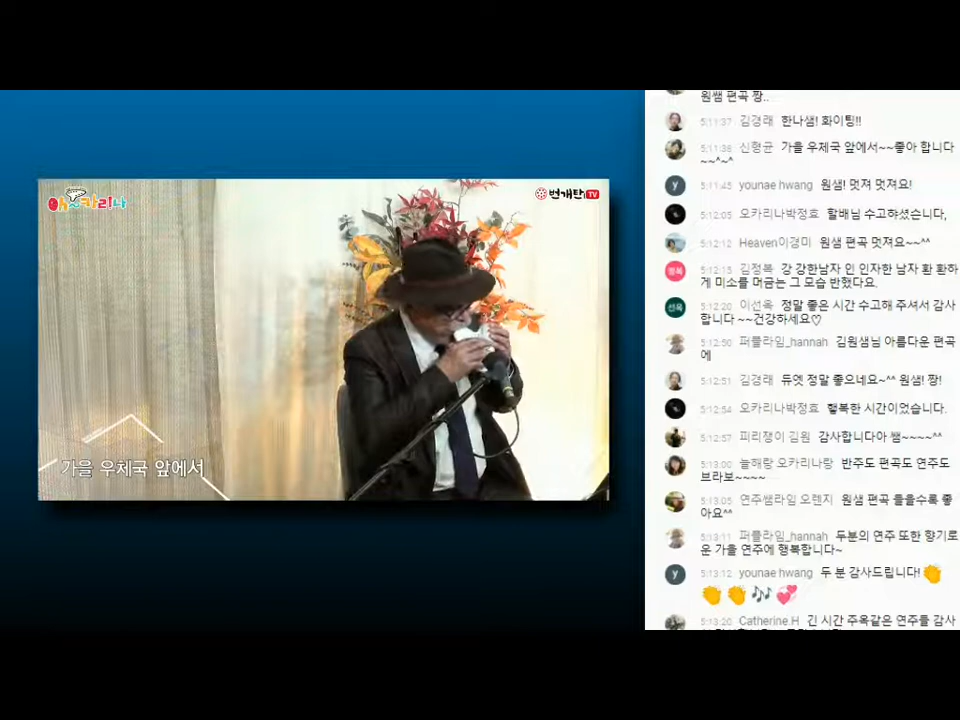 아~카리나
번개탄 TV
가을 우체국 앞에서
원쌤 편곡 짱..
5:11:37 김경래 한나샘! 화이팅!!
5:11:38 신형균 가을 우체국 앞에서~~좋아 합니다
~~^~^
5:11:45 younae hwang 원샘! 멋져 멋져요!
5:12:05 오카리나박정호 할배님 수고하셨습니다,
5:12:12 Heaven이경미 원샘 편곡 멋져요~~^^
5:12:15 김정복 강 강한남자 인 인자한 남자 환 환하
게 미소를 머금는 그 모습 반했다요.
5:12:20 이선옥 정말 좋은 시간 수고해 주셔서 감사
합니다 ~~건강하세요♡
5:12:50 퍼플라임_hannah 김원샘님 아름다운 편곡
에
5:12:51 김경래 듀엣 정말 좋으네요~^^ 원샘! 짱!
5:12:54 오카리나박정호 행복한 시간이었습니다.
5:12:57 피리쟁이 김원 감사합니다아 쌤~~~~^^
5:13:00 늘해랑 오카리나랑 반주도 편곡도 연주도
브라보~~~~
5:13:05 연주쌤라임 오렌지 원샘 편곡 들을수록 좋
아요^^
5:13:11 퍼플라임_hannah 두분의 연주 또한 향기로
운 가을 연주에 행복합니다~
5:13:12 younae hwang 두 분 감사드립니다! 👏
👏 👏 🎶 💞
5:13:20 Catherine.H 긴 시간 주옥같은 연주들 감사